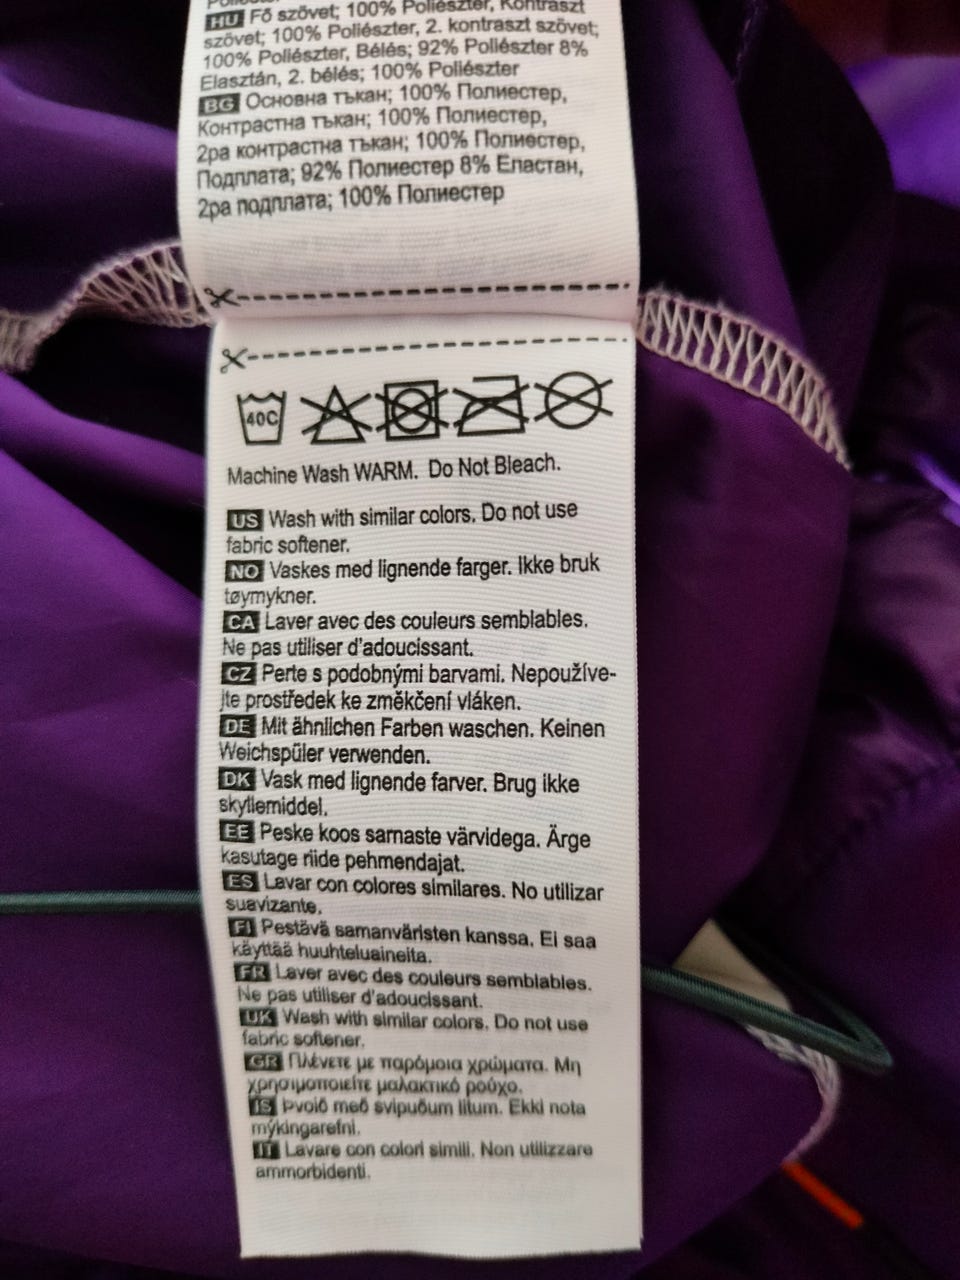 HU Fő szövet; 100% Poliészter, Kontraszt
szövet; 100% Poliészter, 2. kontraszt szövet;
100% Poliészter, Bélés; 92% Poliészter 8%
Elasztán, 2. bélés; 100% Poliészter
BG Основна тъкан; 100% Полиестер,
Контрастна тъкан; 100% Полиестер,
2ра контрастна тъкан; 100% Полиестер,
Подплата; 92% Полиестер 8% Еластан,
2ра подплата; 100% Полиестер
40C
Machine Wash WARM. Do Not Bleach.
US Wash with similar colors. Do not use
fabric softener.
NO Vaskes med lignende farger. Ikke bruk
tøymykner.
CA Laver avec des couleurs semblables.
Ne pas utiliser d'adoucissant.
CZ Perte s podobnými barvami. Nepoužíve-
jte prostředek ke změkčení vláken.
DE Mit ähnlichen Farben waschen. Keinen
Weichspüler verwenden.
DK Vask med lignende farver. Brug ikke
skyllemiddel.
EE Peske koos sarnaste värvidega. Ärge
kasutage riide pehmendajat.
ES Lavar con colores similares. No utilizar
suavizante.
FI Pestävä samanväristen kanssa. Ei saa
käyttää huuhteluaineita.
FR Laver avec des couleurs semblables.
Ne pas utiliser d'adoucissant.
UK Wash with similar colors. Do not use
fabric softener.
GR Πλένετε με παρόμοια χρώματα. Μη
χρησιμοποιείτε μαλακτικό ρούχο.
IS Þvoið með svipuðum litum. Ekki nota
mýkingarefni.
IT Lavare con colori simili. Non utilizzare
ammorbidenti.